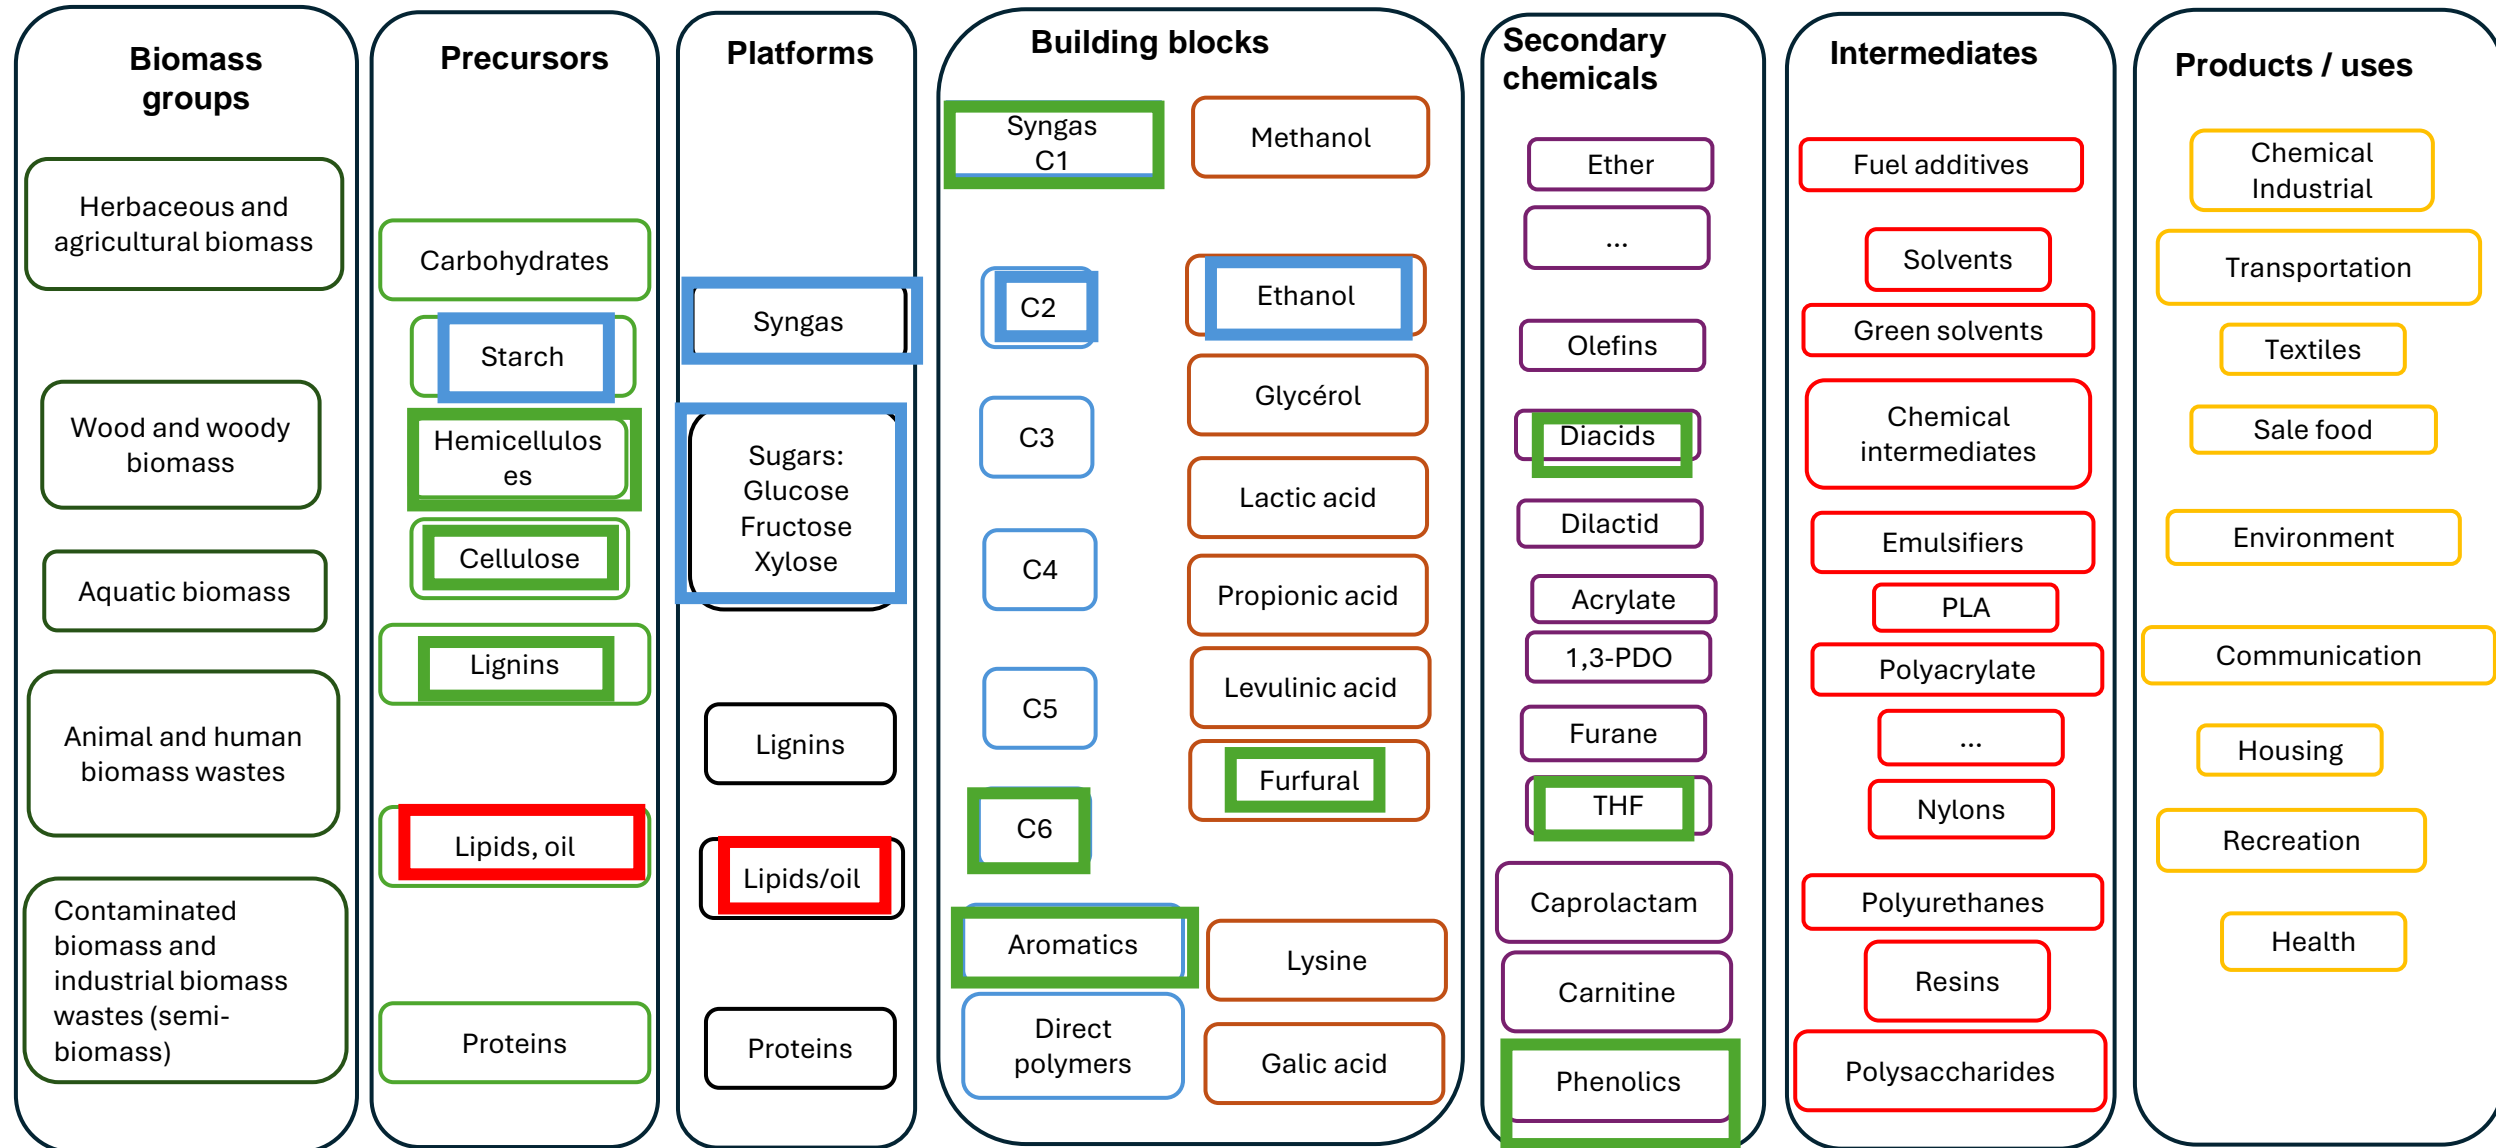 Biomass
groups
Herbaceous and
agricultural biomass
Wood and woody
biomass
Aquatic biomass
Animal and human
biomass wastes
Contaminated
biomass and
industrial biomass
wastes (semi-
biomass)
Precursors
Carbohydrates
Starch
Hemicellulos
es
Cellulose
Lignins
Lipids, oil
Proteins
Platforms
Syngas
Sugars:
Glucose
Fructose
Xylose
Lignins
Lipids/oil
Proteins
Building blocks
Syngas
C1
C2
C3
C4
C5
C6
Aromatics
Direct
polymers
Methanol
Ethanol
Glycérol
Lactic acid
Propionic acid
Levulinic acid
Furfural
Lysine
Galic acid
Secondary
chemicals
Ether
...
Olefins
Diacids
Dilactid
Acrylate
1,3-PDO
Furane
THF
Caprolactam
Carnitine
Phenolics
Intermediates
Fuel additives
Solvents
Green solvents
Chemical
intermediates
Emulsifiers
PLA
Polyacrylate
...
Nylons
Polyurethanes
Resins
Polysaccharides
Products / uses
Chemical
Industrial
Transportation
Textiles
Sale food
Environment
Communication
Housing
Recreation
Health